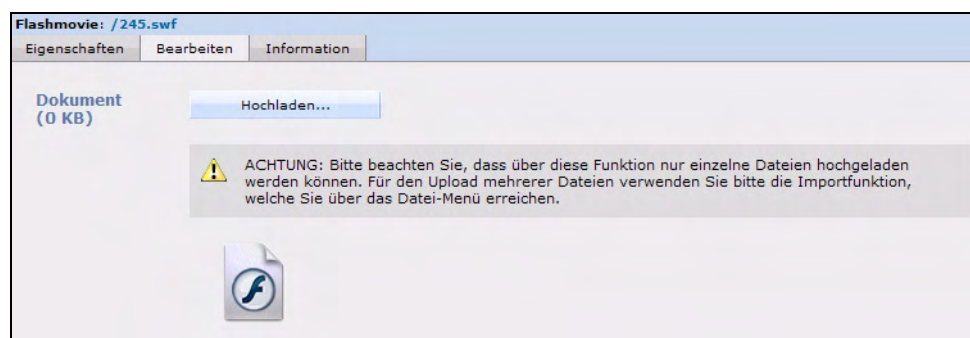 Flashmovie: /245.swf
Eigenschaften Bearbeiten Information
Dokument
(0 KB)
Hochladen...
ACHTUNG: Bitte beachten Sie, dass über diese Funktion nur einzelne Dateien hochgeladen
werden können. Für den Upload mehrerer Dateien verwenden Sie bitte die Importfunktion,
welche Sie über das Datei-Menü erreichen.